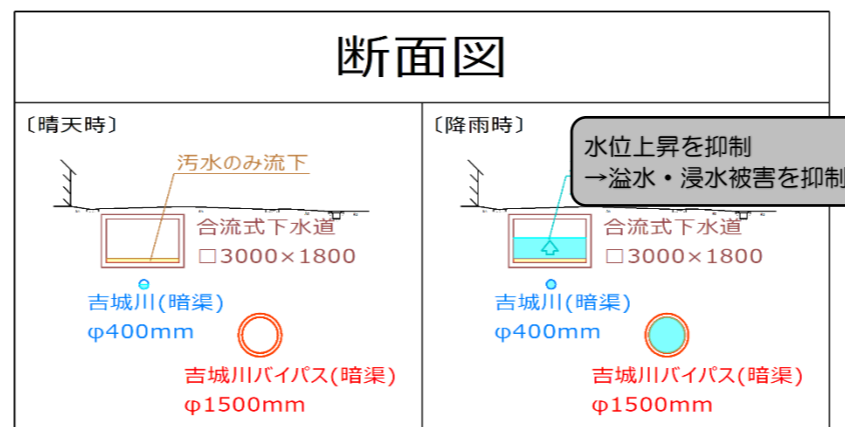 断面図
〔晴天時〕
汚水のみ流下
合流式下水道
□3000×1800
吉城川(暗渠)
φ400mm
吉城川バイパス(暗渠)
φ1500mm
〔降雨時〕
水位上昇を抑制
→溢水・浸水被害を抑制
合流式下水道
□3000×1800
吉城川(暗渠)
φ400mm
吉城川バイパス(暗渠)
φ1500mm